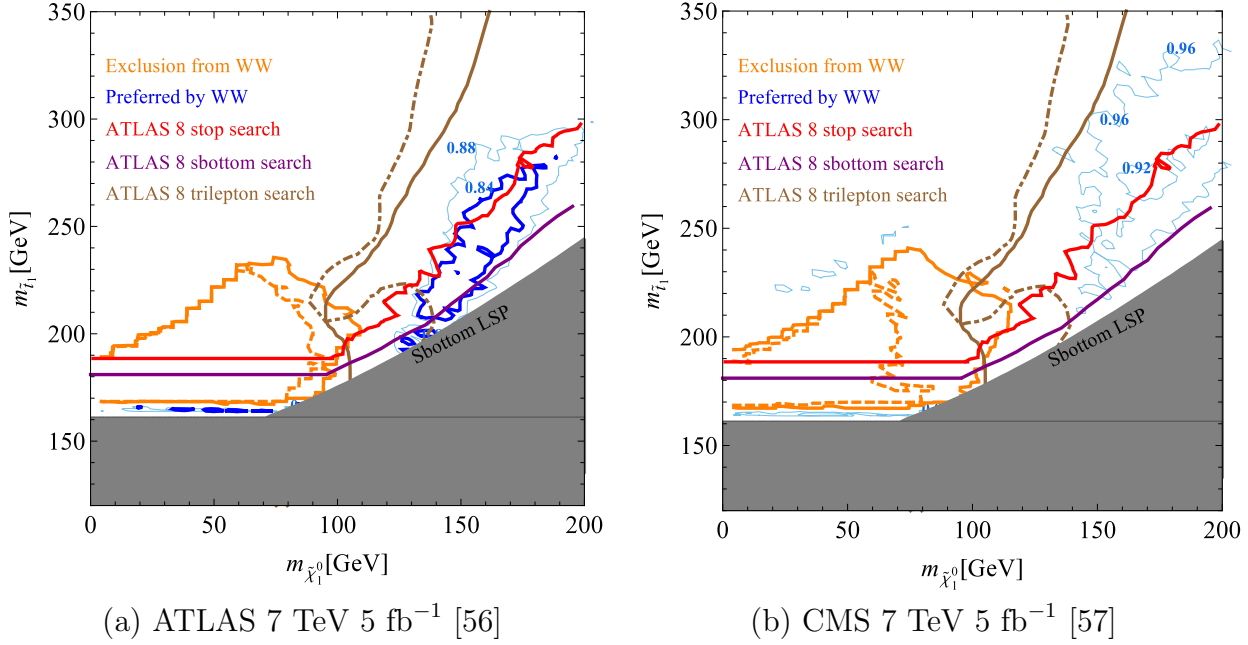 350
300
250
200
150
0
50
100
150
200
m_{\tilde{t}_1} [GeV]
m_{\tilde{\chi}_1^0} [GeV]
Exclusion from WW
Preferred by WW
ATLAS 8 stop search
ATLAS 8 sbottom search
ATLAS 8 trilepton search
0.88
0.84
Sbottom LSP
(a) ATLAS 7 TeV 5 fb⁻¹ [56]
350
300
250
200
150
0
50
100
150
200
m_{\tilde{t}_1} [GeV]
m_{\tilde{\chi}_1^0} [GeV]
Exclusion from WW
Preferred by WW
ATLAS 8 stop search
ATLAS 8 sbottom search
ATLAS 8 trilepton search
0.96
0.96
0.92
Sbottom LSP
(b) CMS 7 TeV 5 fb⁻¹ [57]